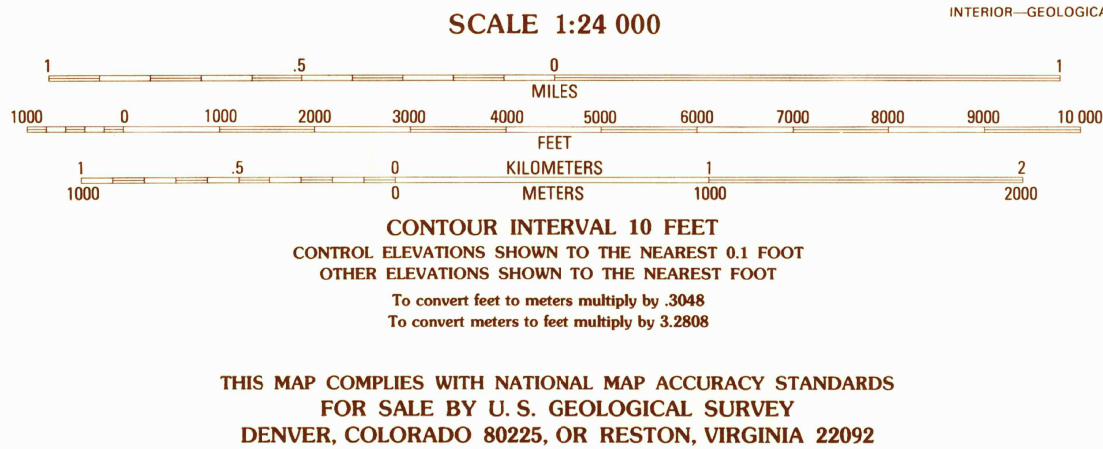 INTERIOR—GEOLOGICA
SCALE 1:24 000
1 .5 0 1
MILES
1000 0 1000 2000 3000 4000 5000 6000 7000 8000 9000 10 000
FEET
1 .5 0 KILOMETERS 1 2
1000 0 METERS 1000 2000
CONTOUR INTERVAL 10 FEET
CONTROL ELEVATIONS SHOWN TO THE NEAREST 0.1 FOOT
OTHER ELEVATIONS SHOWN TO THE NEAREST FOOT
To convert feet to meters multiply by .3048
To convert meters to feet multiply by 3.2808
THIS MAP COMPLIES WITH NATIONAL MAP ACCURACY STANDARDS
FOR SALE BY U. S. GEOLOGICAL SURVEY
DENVER, COLORADO 80225, OR RESTON, VIRGINIA 22092